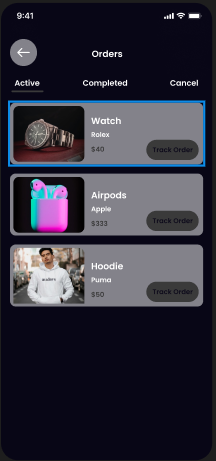 9:41
Orders
Active Completed Cancel
Watch
Rolex
$40
Track Order
Airpods
Apple
$333
Track Order
Hoodie
Puma
$50
Track Order